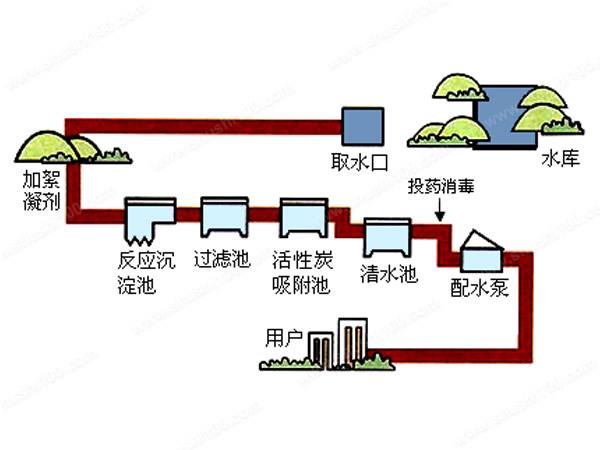 取水口
水库
加絮
凝剂
投药消毒
反应沉
淀池
过滤池
活性炭
吸附池
清水池
配水泵
用户